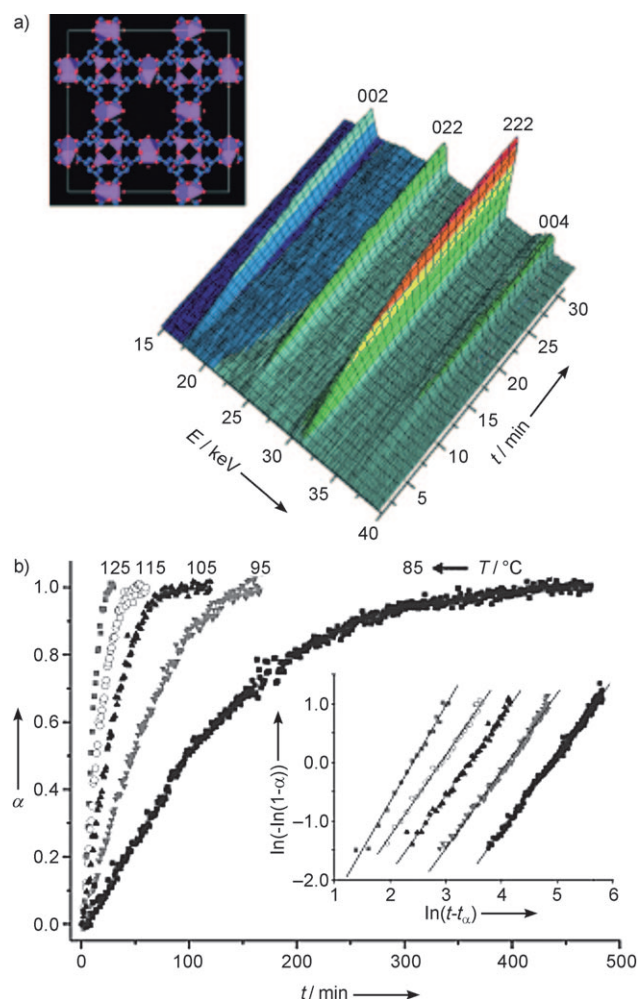 a)
002
022
222
004
15
20
25
30
35
40
E / keV
5
10
15
20
25
30
t / min
b)
125 115 105 95 85 T / °C
1.0
0.8
0.6
0.4
0.2
0.0
α
0 100 200 300 400 500
t / min
1.0
0.0
–1.0
–2.0
ln(-ln(1-α))
1 2 3 4 5 6
ln(t-tα)